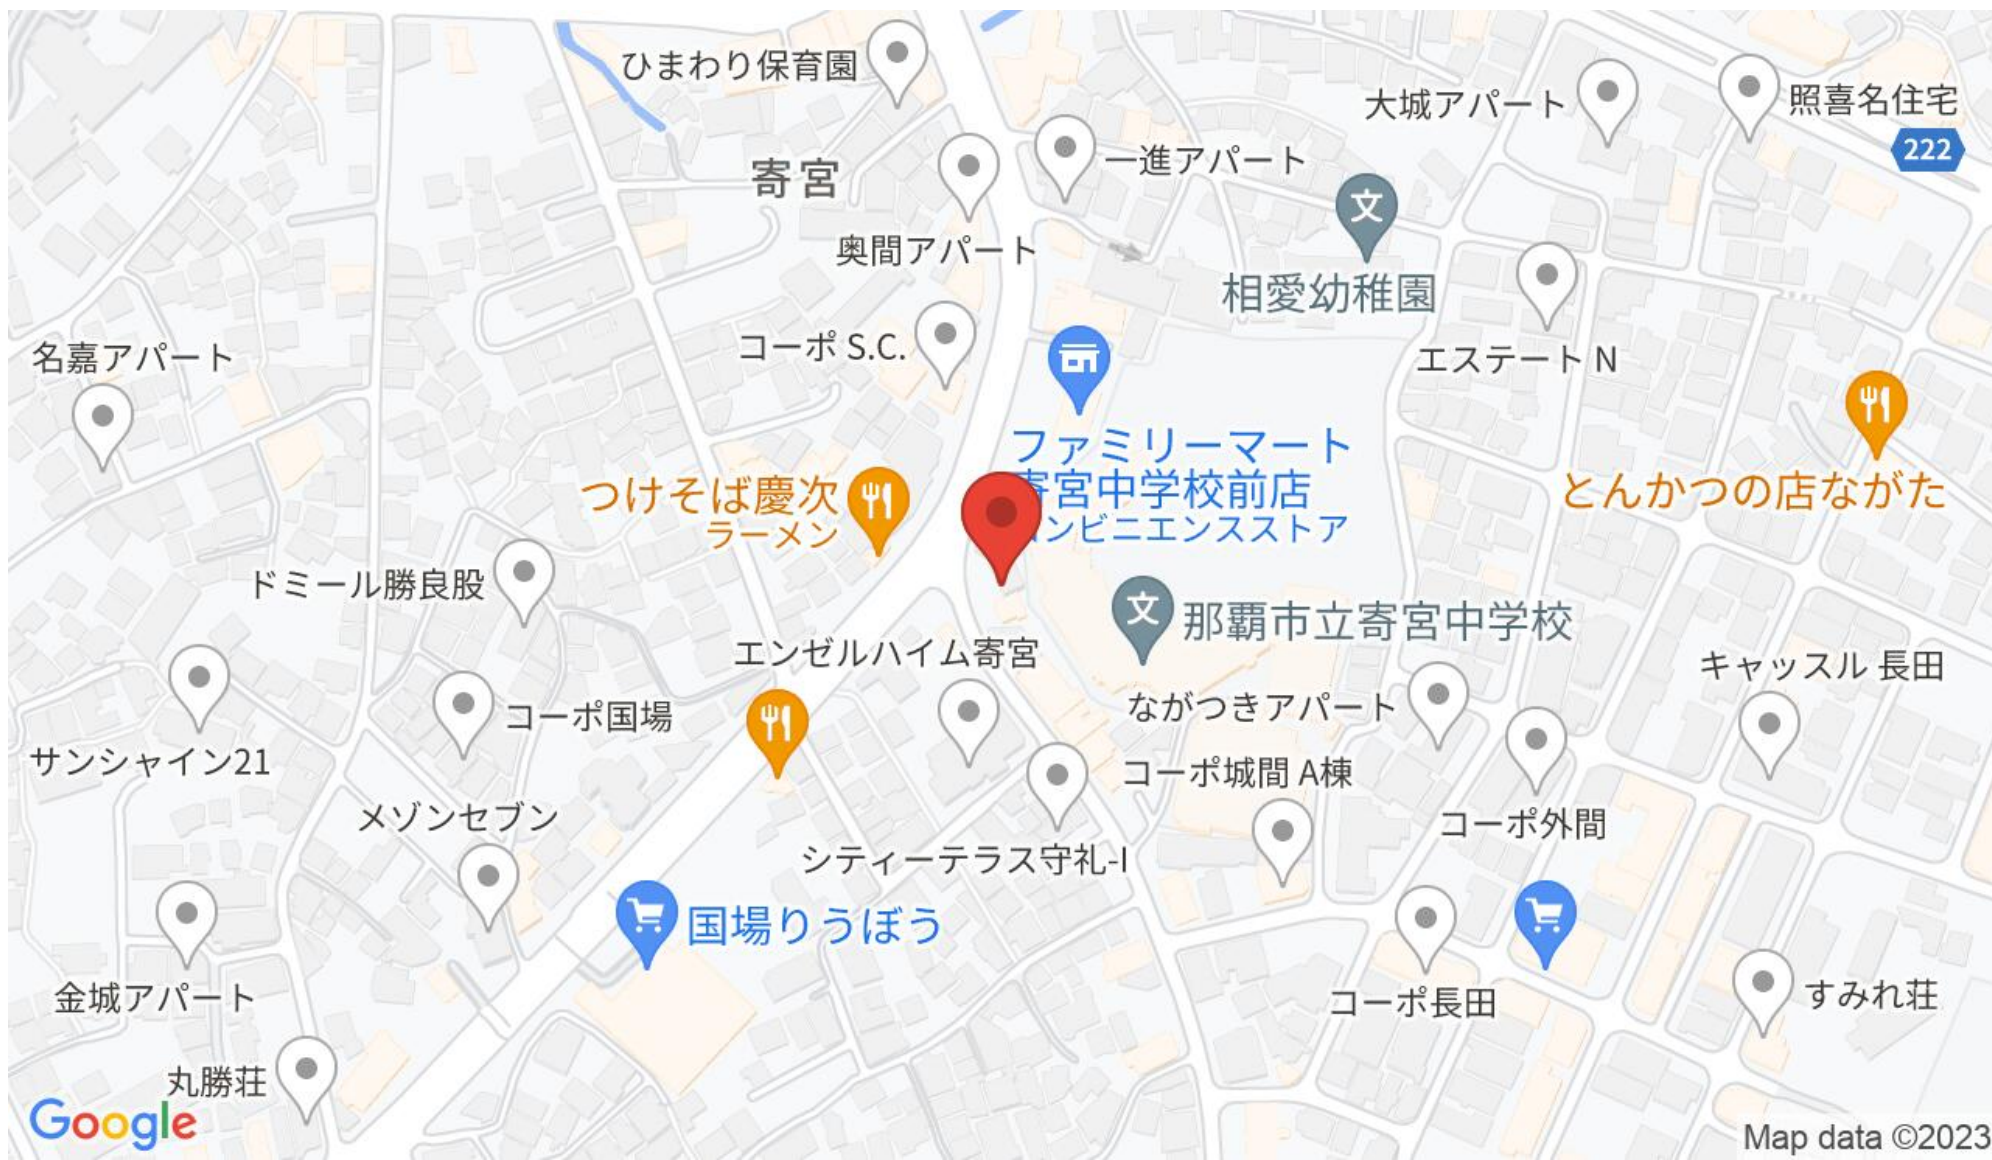 ひまわり保育園
大城アパート
照喜名住宅
222
一進アパート
寄宮
奥間アパート
相愛幼稚園
コーポ S.C.
名嘉アパート
エステート N
ファミリーマート
寄宮中学校前店
コンビニエンスストア
つけそば慶次
ラーメン
とんかつの店ながた
ドミール勝良股
那覇市立寄宮中学校
エンゼルハイム寄宮
キャッスル 長田
ながつきアパート
コーポ国場
サンシャイン21
コーポ城間 A棟
メゾンセブン
コーポ外間
シティーテラス守礼-I
国場りうぼう
金城アパート
コーポ長田
すみれ荘
丸勝荘
Google
Map data ©2023